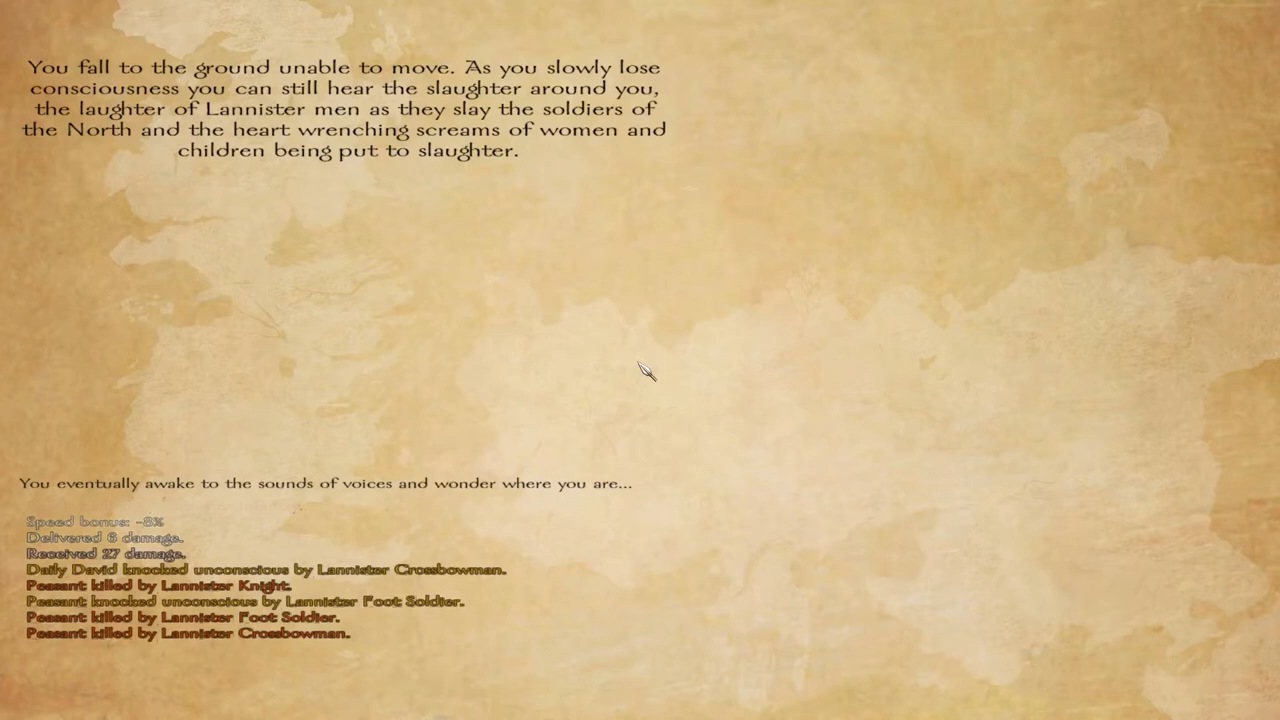 You fall to the ground unable to move. As you slowly lose
consciousness you can still hear the slaughter around you,
the laughter of Lannister men as they slay the soldiers of
the North and the heart wrenching screams of women and
children being put to slaughter.
You eventually awake to the sounds of voices and wonder where you are...
Speed bonus: -8%
Delivered 6 damage.
Received 27 damage.
Daily David knocked unconscious by Lannister Crossbowman.
Peasant killed by Lannister Knight.
Peasant knocked unconscious by Lannister Foot Soldier.
Peasant killed by Lannister Foot Soldier.
Peasant killed by Lannister Crossbowman.